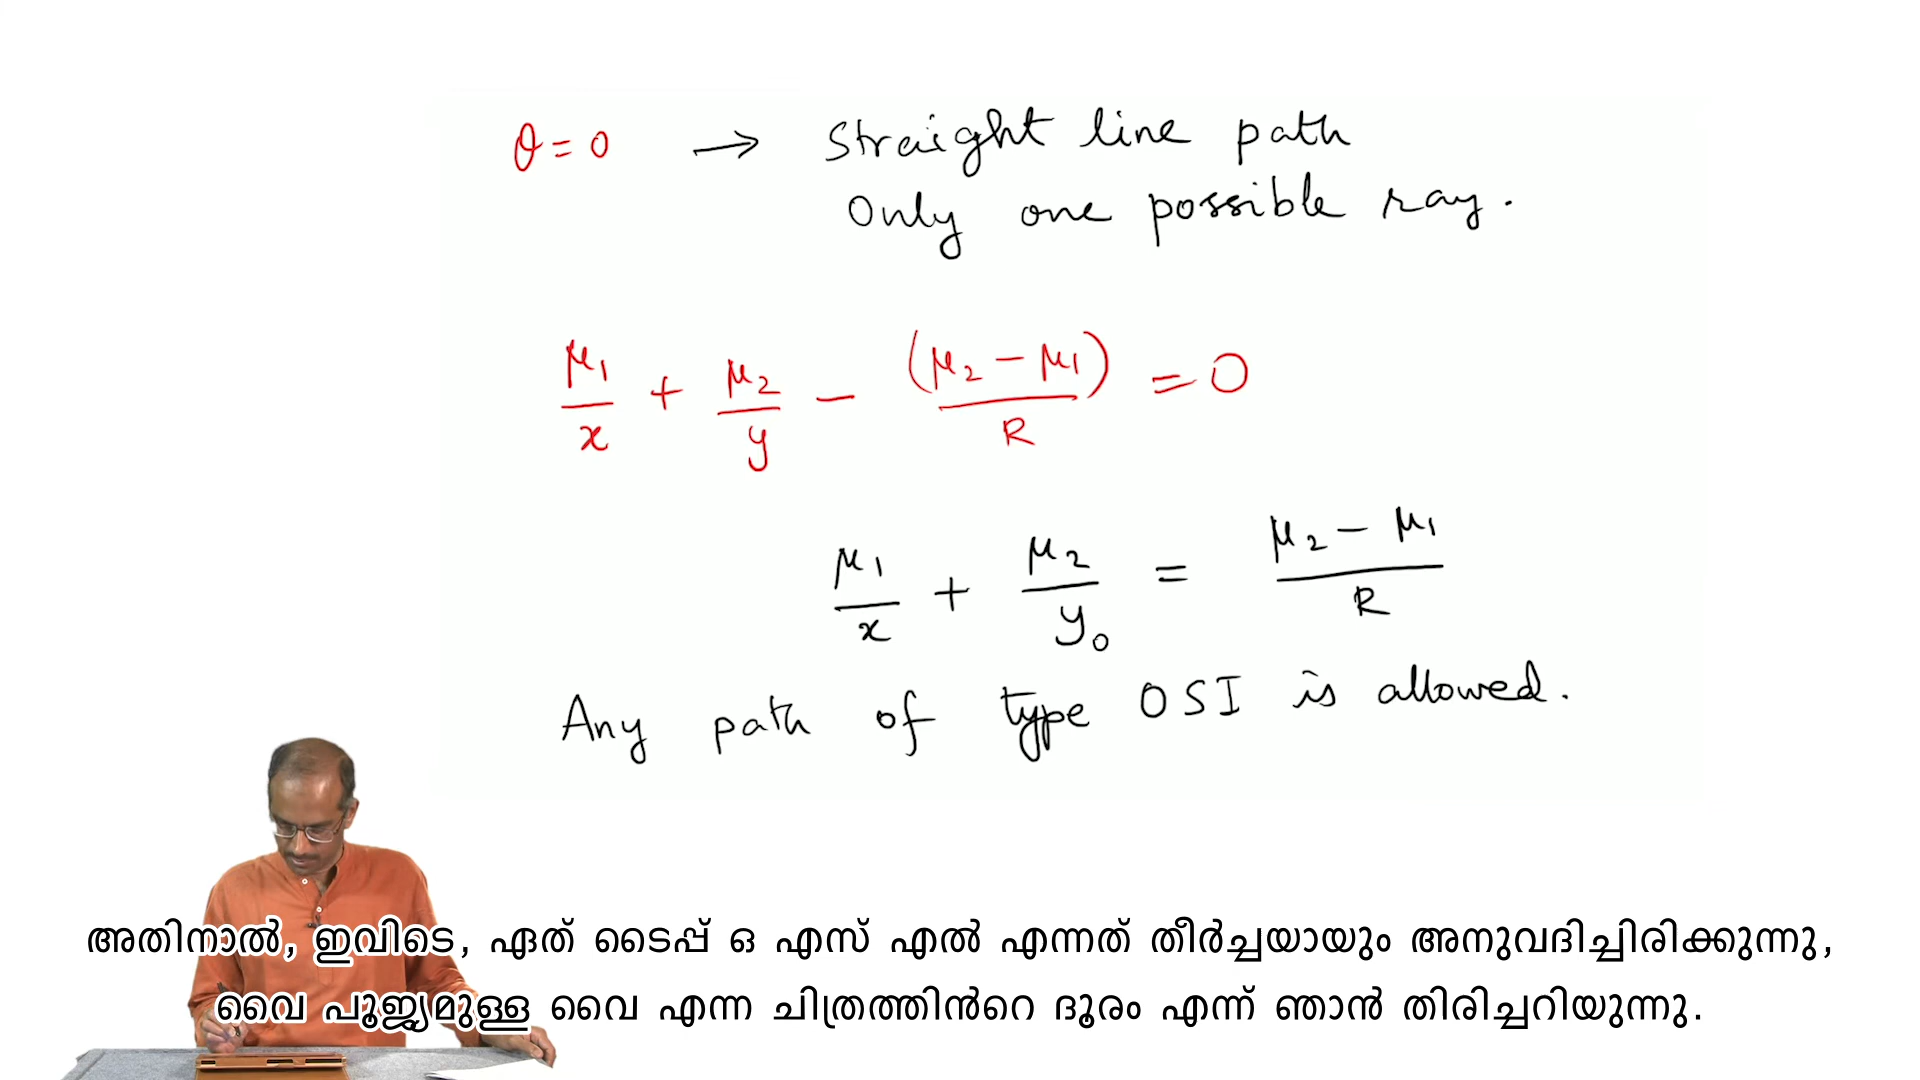 θ = 0 → Straight line path
Only one possible ray.
μ₁/x + μ₂/y − (μ₂ − μ₁)/R = 0
μ₁/x + μ₂/y₀ = μ₂ − μ₁/R
Any path of type OSI is allowed.
അതിനാൽ, ഇവിടെ, ഏത് ടൈപ്പ് ഒ എസ് എൽ എന്നത് തീർച്ചയായും അനുവദിച്ചിരിക്കുന്നു,
വൈ പൂജ്യമുള്ള വൈ എന്ന ചിത്രത്തിൻറെ ദൂരം എന്ന് ഞാൻ തിരിച്ചറിയുന്നു.